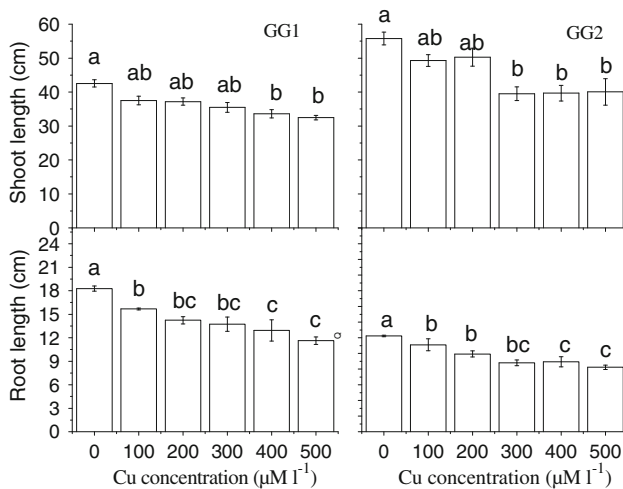 60
50
40
30
20
10
0
Shoot length (cm)
GG1
a
ab
ab
ab
b
b
GG2
a
ab
ab
b
b
b
24
21
18
15
12
9
6
3
0
Root length (cm)
a
b
bc
bc
c
c
a
b
b
bc
c
c
0 100 200 300 400 500
0 100 200 300 400 500
Cu concentration (μM l⁻¹)
Cu concentration (μM l⁻¹)